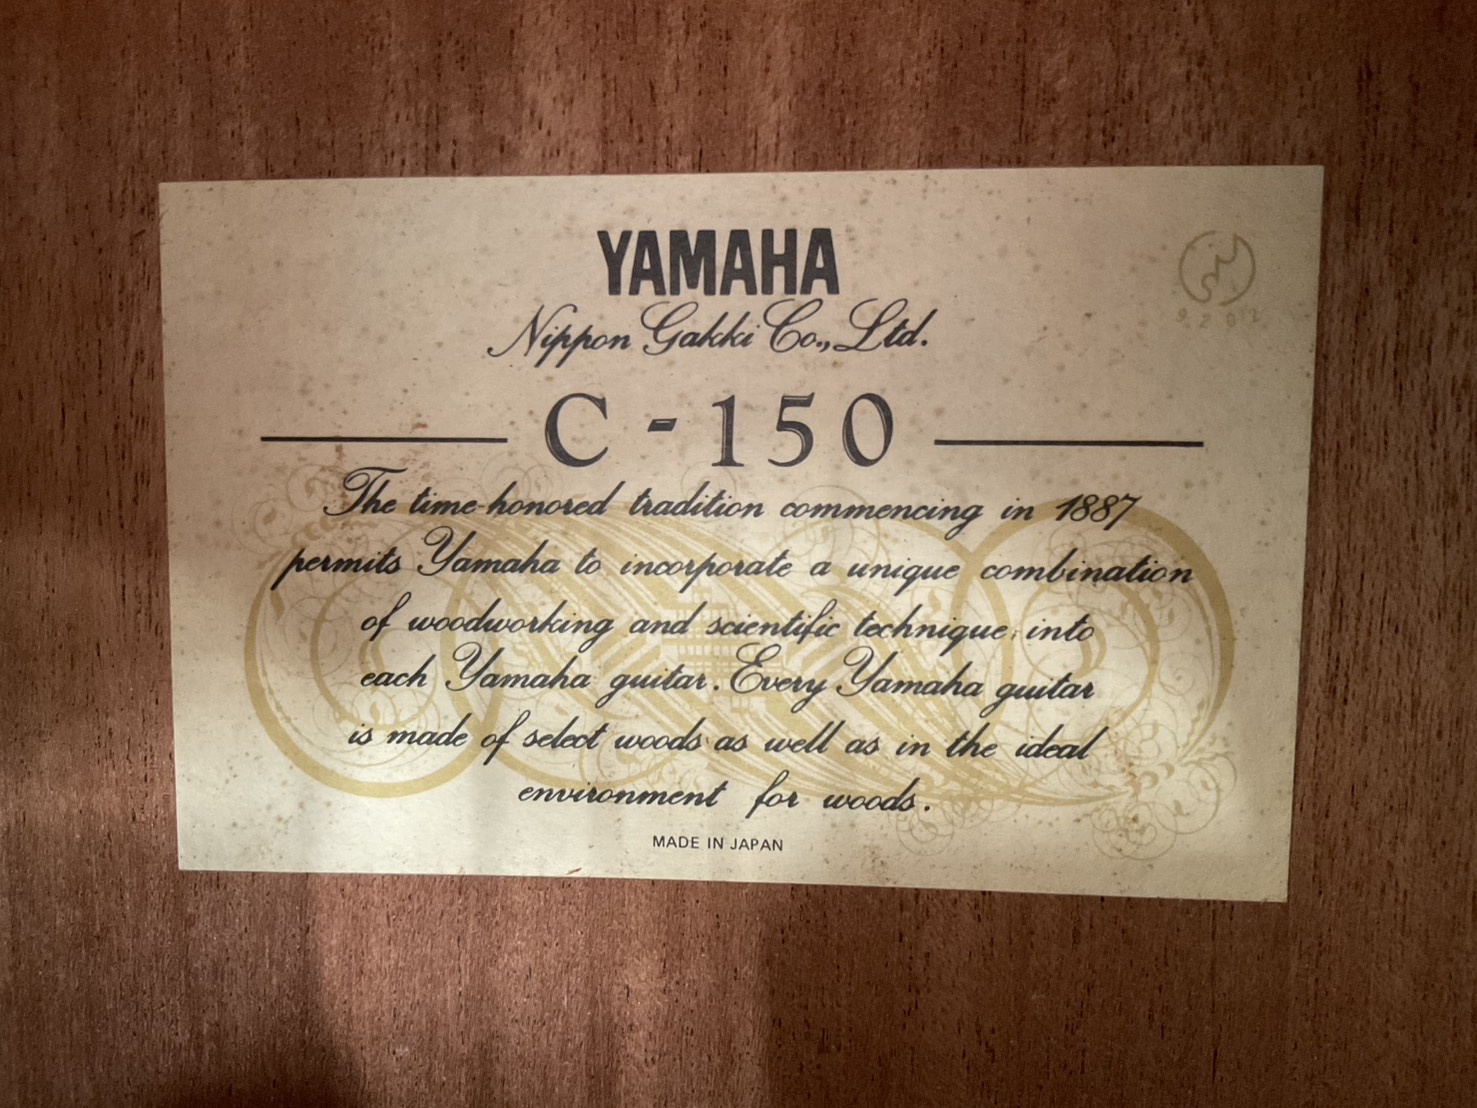 YAMAHA
Nippon Gakki Co., Ltd.
C-150
The time-honored tradition commencing in 1887
permits Yamaha to incorporate a unique combination
of woodworking and scientific technique, into
each Yamaha guitar. Every Yamaha guitar
is made of select woods as well as in the ideal
environment for woods.
MADE IN JAPAN